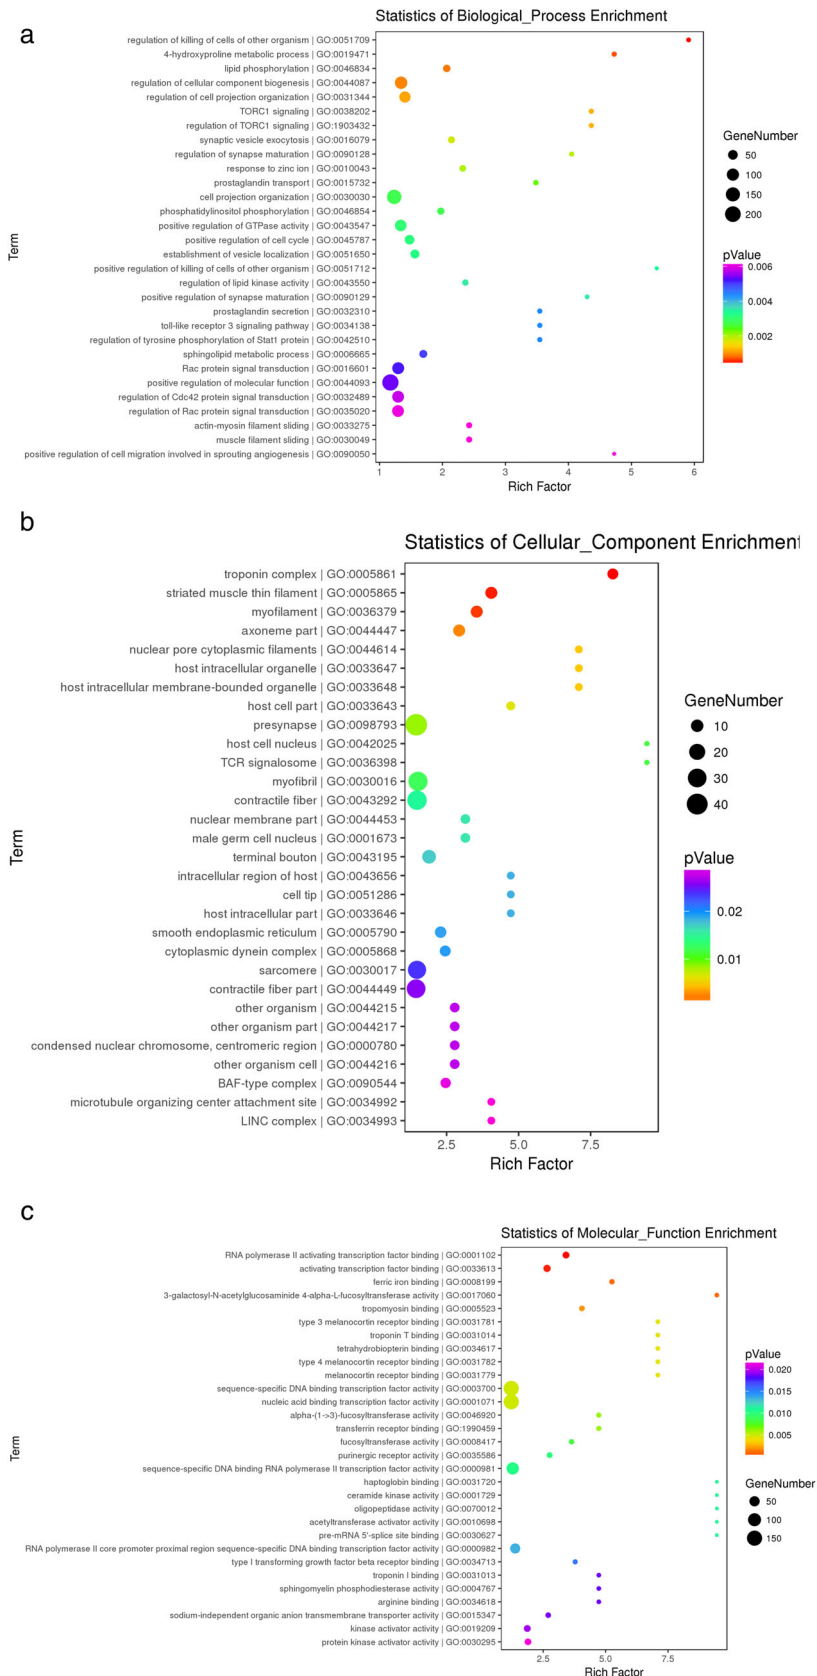 a
Statistics of Biological_Process Enrichment
regulation of killing of cells of other organism | GO:0051709
4-hydroxyproline metabolic process | GO:0019471
lipid phosphorylation | GO:0046834
regulation of cellular component biogenesis | GO:0044087
regulation of cell projection organization | GO:0031344
TORC1 signaling | GO:0038202
regulation of TORC1 signaling | GO:1903432
synaptic vesicle exocytosis | GO:0016079
regulation of synapse maturation | GO:0090128
response to zinc ion | GO:0010043
prostaglandin transport | GO:0015732
cell projection organization | GO:0030030
phosphatidylinositol phosphorylation | GO:0046854
positive regulation of GTPase activity | GO:0043547
positive regulation of cell cycle | GO:0045787
establishment of vesicle localization | GO:0051650
positive regulation of killing of cells of other organism | GO:0051712
regulation of lipid kinase activity | GO:0043550
positive regulation of synapse maturation | GO:0090129
prostaglandin secretion | GO:0032310
toll-like receptor 3 signaling pathway | GO:0034138
regulation of tyrosine phosphorylation of Stat1 protein | GO:0042510
sphingolipid metabolic process | GO:0006665
Rac protein signal transduction | GO:0016601
positive regulation of molecular function | GO:0044093
regulation of Cdc42 protein signal transduction | GO:0032489
regulation of Rac protein signal transduction | GO:0035020
actin-myosin filament sliding | GO:0033275
muscle filament sliding | GO:0030049
positive regulation of cell migration involved in sprouting angiogenesis | GO:0090050
Term
1 2 3 4 5 6
Rich Factor
GeneNumber
50
100
150
200
pValue
0.006
0.004
0.002
b
Statistics of Cellular_Component Enrichment
troponin complex | GO:0005861
striated muscle thin filament | GO:0005865
myofilament | GO:0036379
axoneme part | GO:0044447
nuclear pore cytoplasmic filaments | GO:0044614
host intracellular organelle | GO:0033647
host intracellular membrane-bounded organelle | GO:0033648
host cell part | GO:0033643
presynapse | GO:0098793
host cell nucleus | GO:0042025
TCR signalosome | GO:0036398
myofibril | GO:0030016
contractile fiber | GO:0043292
nuclear membrane part | GO:0044453
male germ cell nucleus | GO:0001673
terminal bouton | GO:0043195
intracellular region of host | GO:0043656
cell tip | GO:0051286
host intracellular part | GO:0033646
smooth endoplasmic reticulum | GO:0005790
cytoplasmic dynein complex | GO:0005868
sarcomere | GO:0030017
contractile fiber part | GO:0044449
other organism | GO:0044215
other organism part | GO:0044217
condensed nuclear chromosome, centromeric region | GO:0000780
other organism cell | GO:0044216
BAF-type complex | GO:0090544
microtubule organizing center attachment site | GO:0034992
LINC complex | GO:0034993
Term
2.5 5.0 7.5
Rich Factor
GeneNumber
10
20
30
40
pValue
0.02
0.01
c
Statistics of Molecular_Function Enrichment
RNA polymerase II activating transcription factor binding | GO:0001102
activating transcription factor binding | GO:0033613
ferric iron binding | GO:0008199
3-galactosyl-N-acetylglucosaminide 4-alpha-L-fucosyltransferase activity | GO:0017060
tropomyosin binding | GO:0005523
type 3 melanocortin receptor binding | GO:0031781
troponin T binding | GO:0031014
tetrahydrobiopterin binding | GO:0034617
type 4 melanocortin receptor binding | GO:0031782
melanocortin receptor binding | GO:0031779
sequence-specific DNA binding transcription factor activity | GO:0003700
nucleic acid binding transcription factor activity | GO:0001071
alpha-(1->3)-fucosyltransferase activity | GO:0046920
transferrin receptor binding | GO:1990459
fucosyltransferase activity | GO:0008417
purinergic receptor activity | GO:0035586
sequence-specific DNA binding RNA polymerase II transcription factor activity | GO:0000981
haptoglobin binding | GO:0031720
ceramide kinase activity | GO:0001729
oligopeptidase activity | GO:0070012
acetyltransferase activator activity | GO:0010698
pre-mRNA 5'-splice site binding | GO:0030627
RNA polymerase II core promoter proximal region sequence-specific DNA binding transcription factor activity | GO:0000982
type I transforming growth factor beta receptor binding | GO:0034713
troponin I binding | GO:0031013
sphingomyelin phosphodiesterase activity | GO:0004767
arginine binding | GO:0034618
sodium-independent organic anion transmembrane transporter activity | GO:0015347
kinase activator activity | GO:0019209
protein kinase activator activity | GO:0030295
Term
2.5 5.0 7.5
Rich Factor
pValue
0.020
0.015
0.010
0.005
GeneNumber
50
100
150